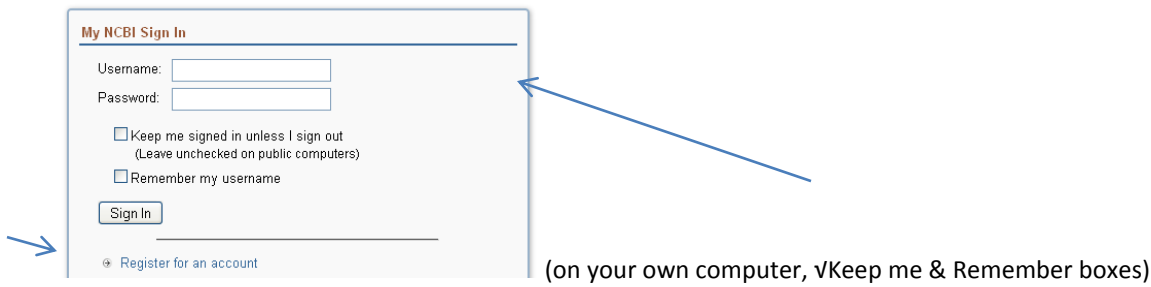 My NCBI Sign In
Username:
Password:
Keep me signed in unless I sign out
(Leave unchecked on public computers)
Remember my username
Sign In
Register for an account
(on your own computer, √Keep me & Remember boxes)